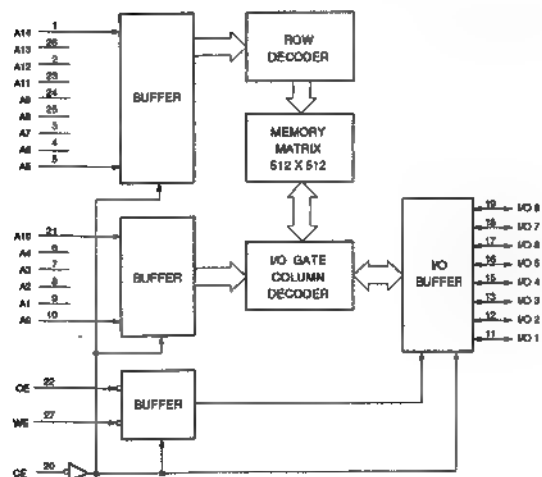 A14 1
A13 26
A12 2
A11 23
A9 24
A8 25
A7 3
A6 4
A5 5
BUFFER
ROW
DECODER
MEMORY
MATRIX
512 X 512
A10 21
A4 6
A3 7
A2 8
A1 9
A0 10
BUFFER
I/O GATE
COLUMN
DECODER
I/O
BUFFER
19 I/O 8
18 I/O 7
17 I/O 6
16 I/O 5
15 I/O 4
13 I/O 3
12 I/O 2
11 I/O 1
OE 22
WE 27
BUFFER
CE 20